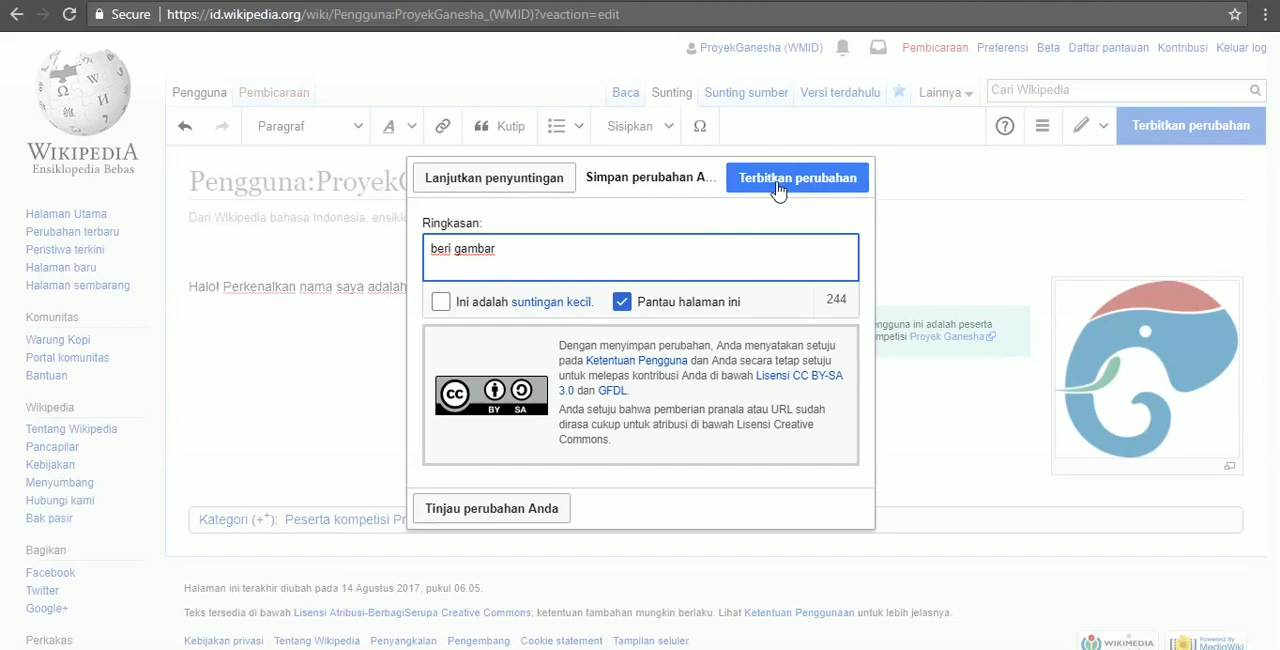 Secure https://id.wikipedia.org/wiki/Pengguna:ProyekGanesha_(WMID)?veaction=edit
ProyekGanesha (WMID) Pembicaraan Preferensi Beta Daftar pantauan Kontribusi Keluar log
Pengguna Pembicaraan Baca Sunting Sunting sumber Versi terdahulu Lainnya Cari Wikipedia
Paragraf A Kutip Sisipkan Ω Terbitkan perubahan
WIKIPEDIA
Ensiklopedia Bebas
Halaman Utama
Perubahan terbaru
Peristiwa terkini
Halaman baru
Halaman sembarang
Komunitas
Warung Kopi
Portal komunitas
Bantuan
Wikipedia
Tentang Wikipedia
Pancapilar
Kebijakan
Menyumbang
Hubungi kami
Bak pasir
Bagikan
Facebook
Twitter
Google+
Perkakas
Pengguna:ProyekG
Dari Wikipedia bahasa Indonesia, ensikl
Halo! Perkenalkan nama saya adalah
Lanjutkan penyuntingan Simpan perubahan A... Terbitkan perubahan
Ringkasan:
beri gambar
Ini adalah suntingan kecil. Pantau halaman ini 244
Dengan menyimpan perubahan, Anda menyatakan setuju
pada Ketentuan Pengguna dan Anda secara tetap setuju
untuk melepas kontribusi Anda di bawah Lisensi CC BY-SA
3.0 dan GFDL.
Anda setuju bahwa pemberian pranala atau URL sudah
dirasa cukup untuk atribusi di bawah Lisensi Creative
Commons.
cc BY SA
Tinjau perubahan Anda
ngguna ini adalah peserta
mpetisi Proyek Ganesha
Kategori (++): Peserta kompetisi Pr
Halaman ini terakhir diubah pada 14 Agustus 2017, pukul 06.05.
Teks tersedia di bawah Lisensi Atribusi-BerbagiSerupa Creative Commons; ketentuan tambahan mungkin berlaku. Lihat Ketentuan Penggunaan untuk lebih jelasnya.
Kebijakan privasi Tentang Wikipedia Penyangkalan Pengembang Cookie statement Tampilan seluler
WIKIMEDIA
Powered By
MediaWiki